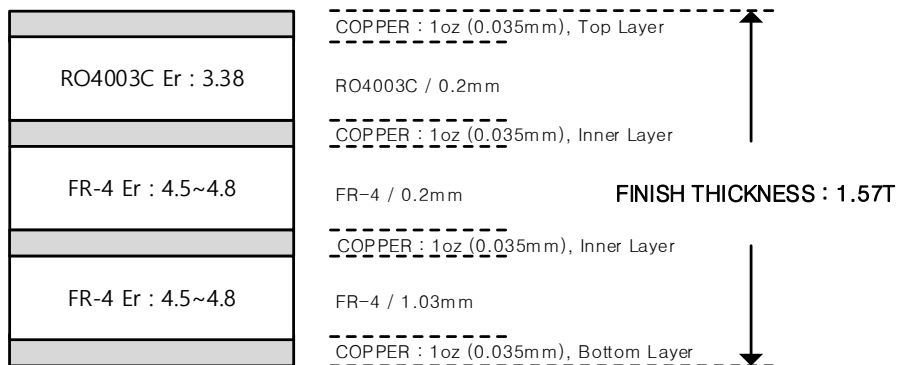 COPPER : 1oz (0.035mm), Top Layer
RO4003C Er : 3.38
RO4003C / 0.2mm
COPPER : 1oz (0.035mm), Inner Layer
FR-4 Er : 4.5~4.8
FR-4 / 0.2mm
FINISH THICKNESS : 1.57T
COPPER : 1oz (0.035mm), Inner Layer
FR-4 Er : 4.5~4.8
FR-4 / 1.03mm
COPPER : 1oz (0.035mm), Bottom Layer